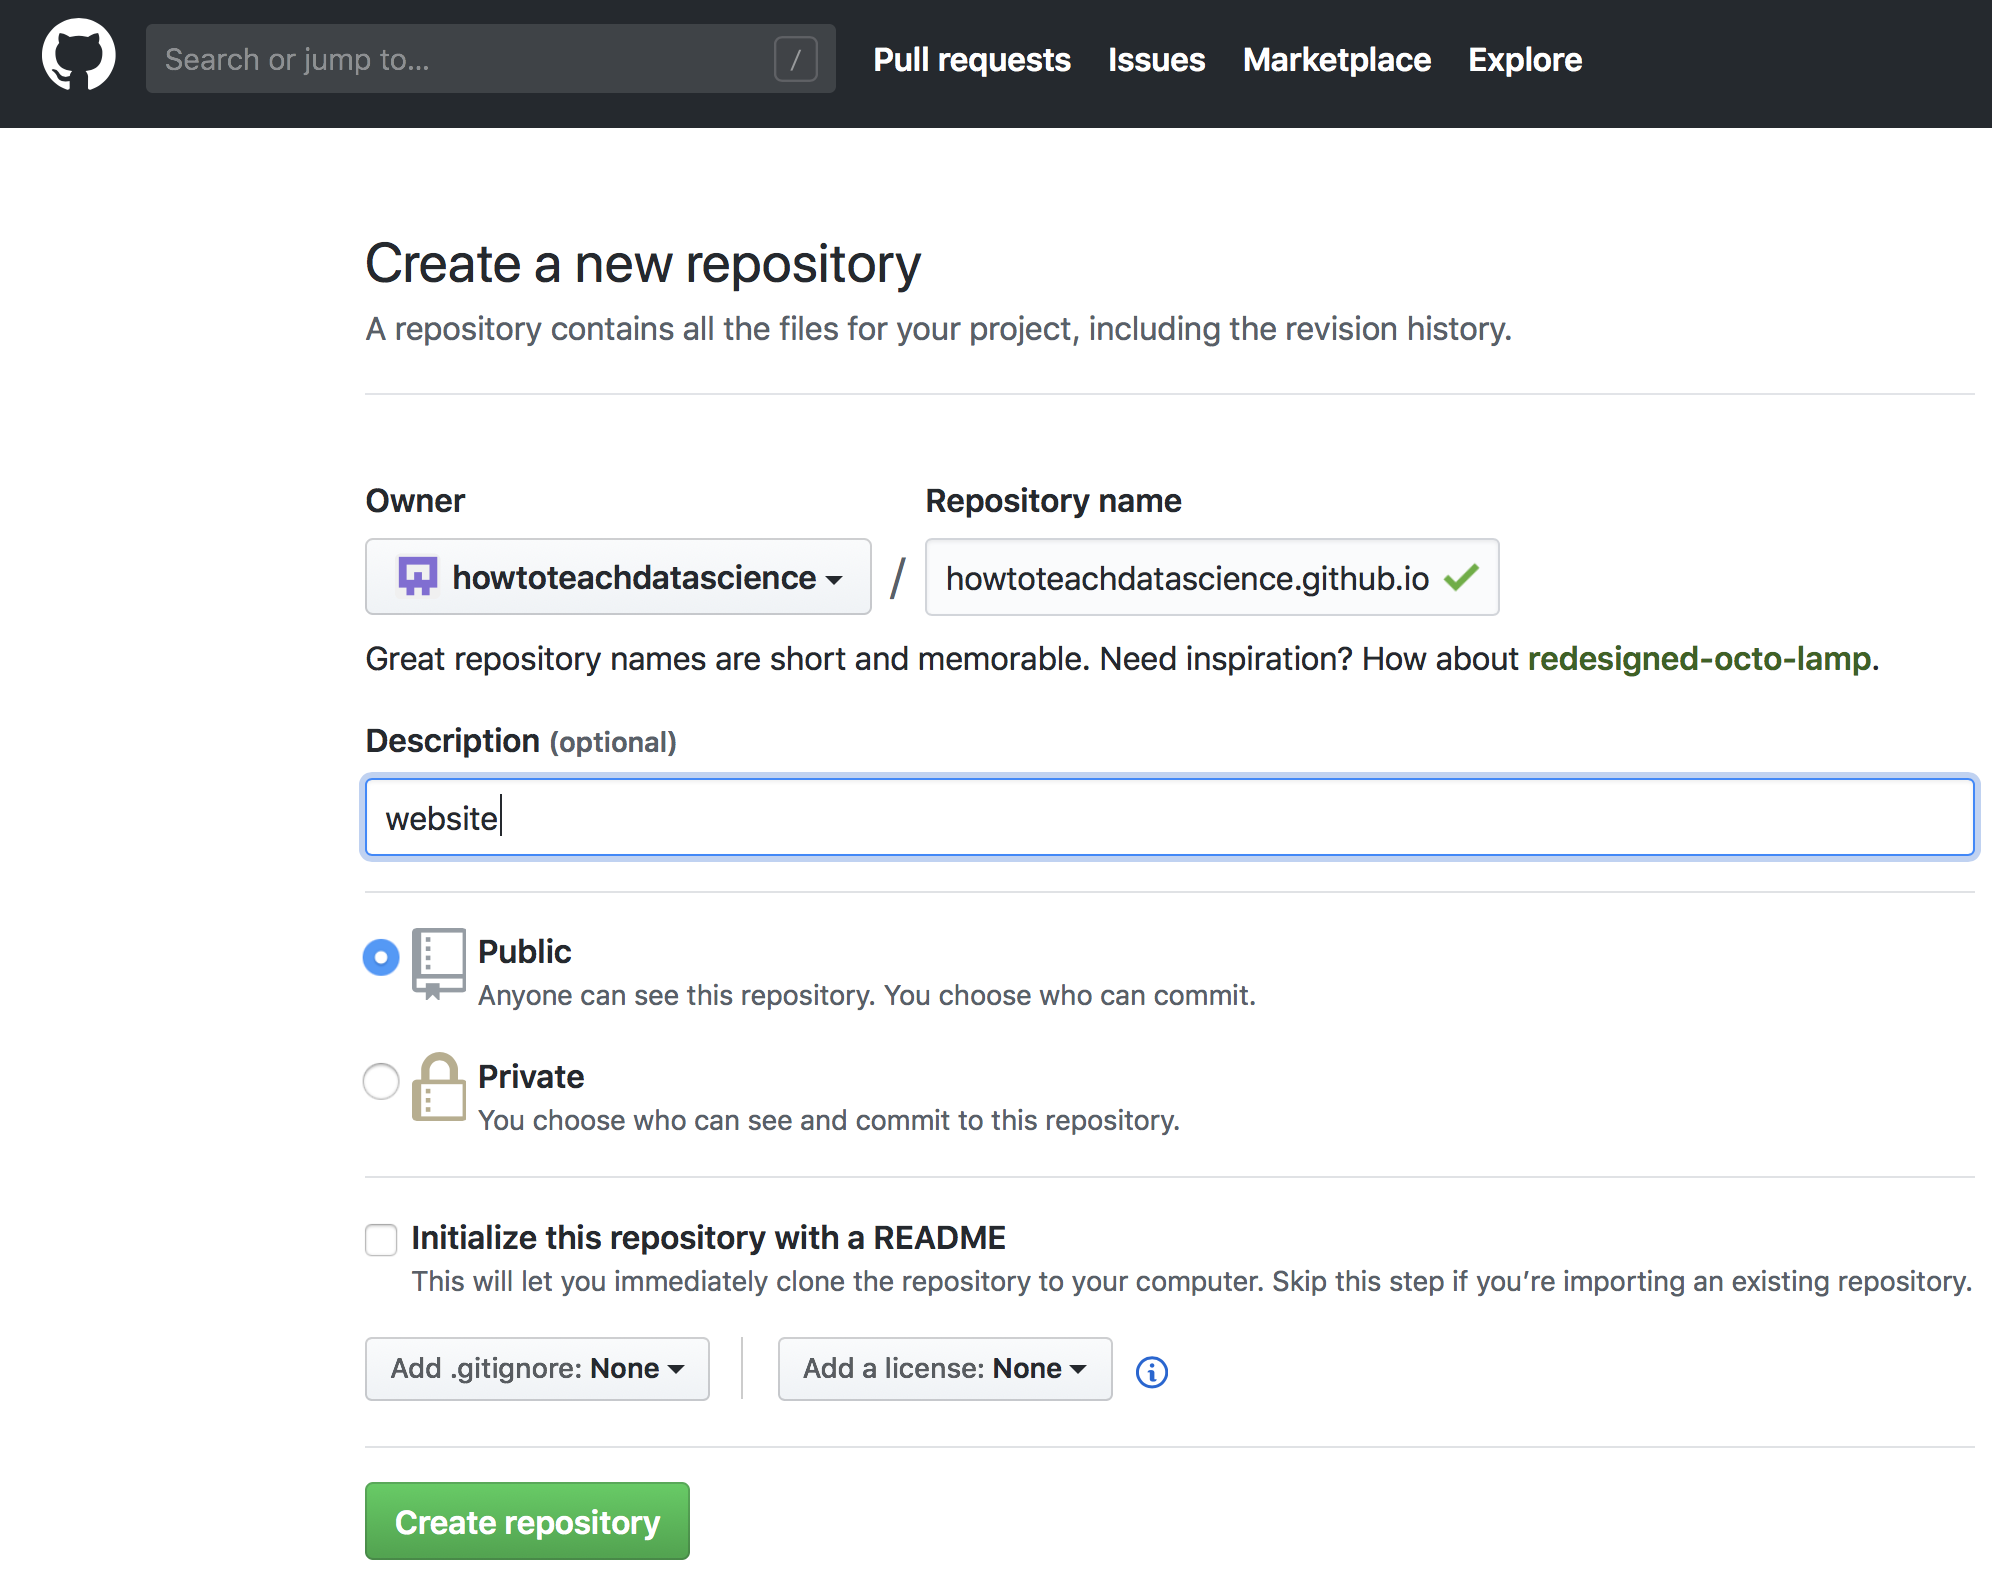 Search or jump to... / Pull requests Issues Marketplace Explore
Create a new repository
A repository contains all the files for your project, including the revision history.
Owner Repository name
howtoteachdatascience / howtoteachdatascience.github.io
Great repository names are short and memorable. Need inspiration? How about redesigned-octo-lamp.
Description (optional)
website
Public
Anyone can see this repository. You choose who can commit.
Private
You choose who can see and commit to this repository.
Initialize this repository with a README
This will let you immediately clone the repository to your computer. Skip this step if you’re importing an existing repository.
Add .gitignore: None Add a license: None
Create repository